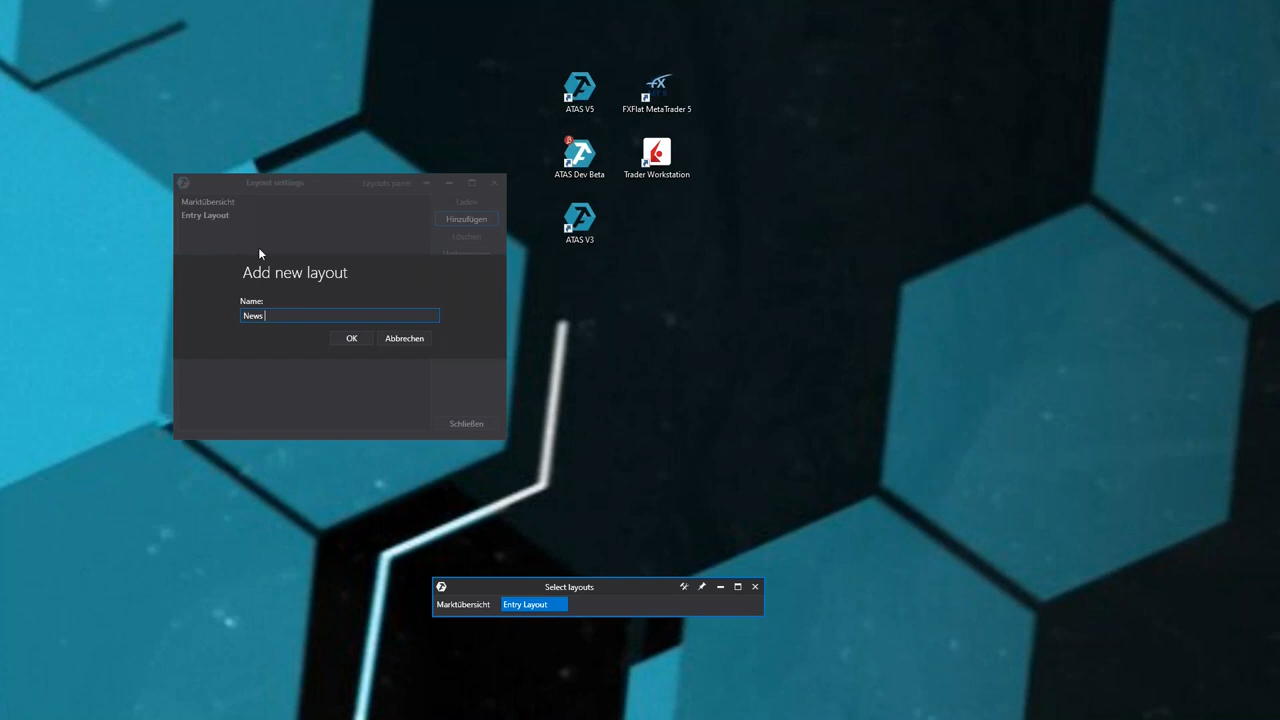 ATAS V5
FXFlat MetaTrader 5
ATAS Dev Beta
Trader Workstation
ATAS V3
Layout settings
Layouts panel
Marktübersicht
Entry Layout
Laden
Hinzufügen
Löschen
Add new layout
Name:
News
OK
Abbrechen
Schließen
Select layouts
Marktübersicht
Entry Layout